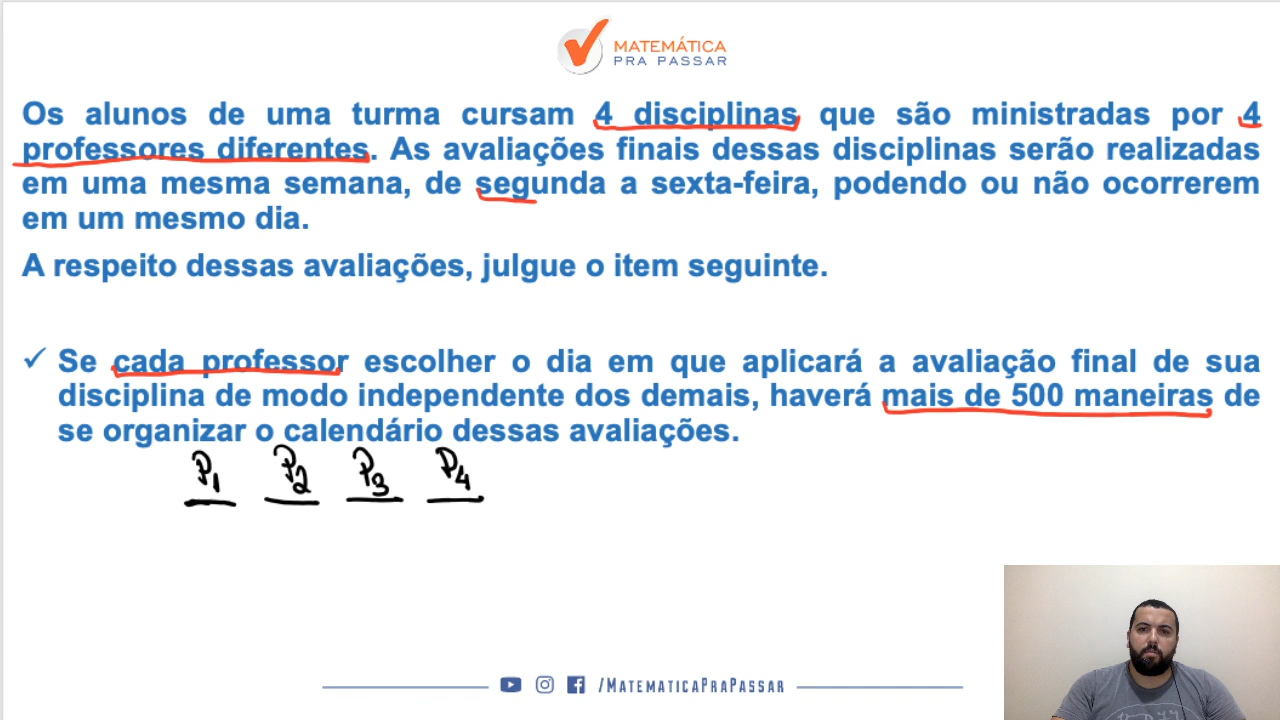 MATEMÁTICA
PRA PASSAR
Os alunos de uma turma cursam 4 disciplinas que são ministradas por 4
professores diferentes. As avaliações finais dessas disciplinas serão realizadas
em uma mesma semana, de segunda a sexta-feira, podendo ou não ocorrerem
em um mesmo dia.
A respeito dessas avaliações, julgue o item seguinte.
✓ Se cada professor escolher o dia em que aplicará a avaliação final de sua
disciplina de modo independente dos demais, haverá mais de 500 maneiras de
se organizar o calendário dessas avaliações.
P1 P2 P3 P4
/MATEMATICAPRAPASSAR